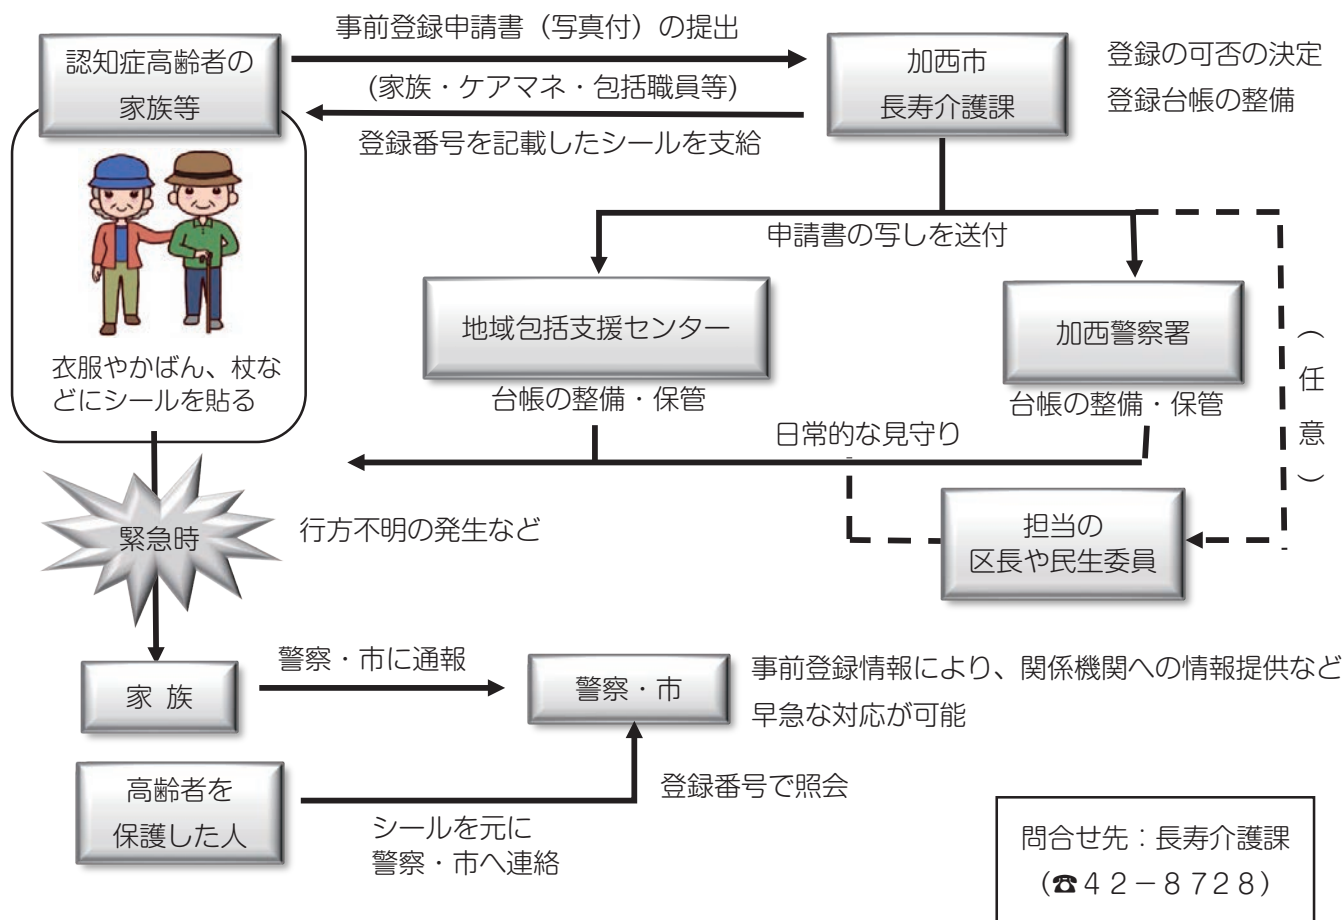 事前登録申請書（写真付）の提出
認知症高齢者の
家族等
(家族・ケアマネ・包括職員等)
登録番号を記載したシールを支給
加西市
長寿介護課
登録の可否の決定
登録台帳の整備
申請書の写しを送付
地域包括支援センター
台帳の整備・保管
加西警察署
台帳の整備・保管
（任意）
衣服やかばん、杖な
どにシールを貼る
日常的な見守り
担当の
区長や民生委員
緊急時
行方不明の発生など
家 族
警察・市に通報
警察・市
事前登録情報により、関係機関への情報提供など
早急な対応が可能
高齢者を
保護した人
シールを元に
警察・市へ連絡
登録番号で照会
問合せ先：長寿介護課
(☎４２－８７２８)